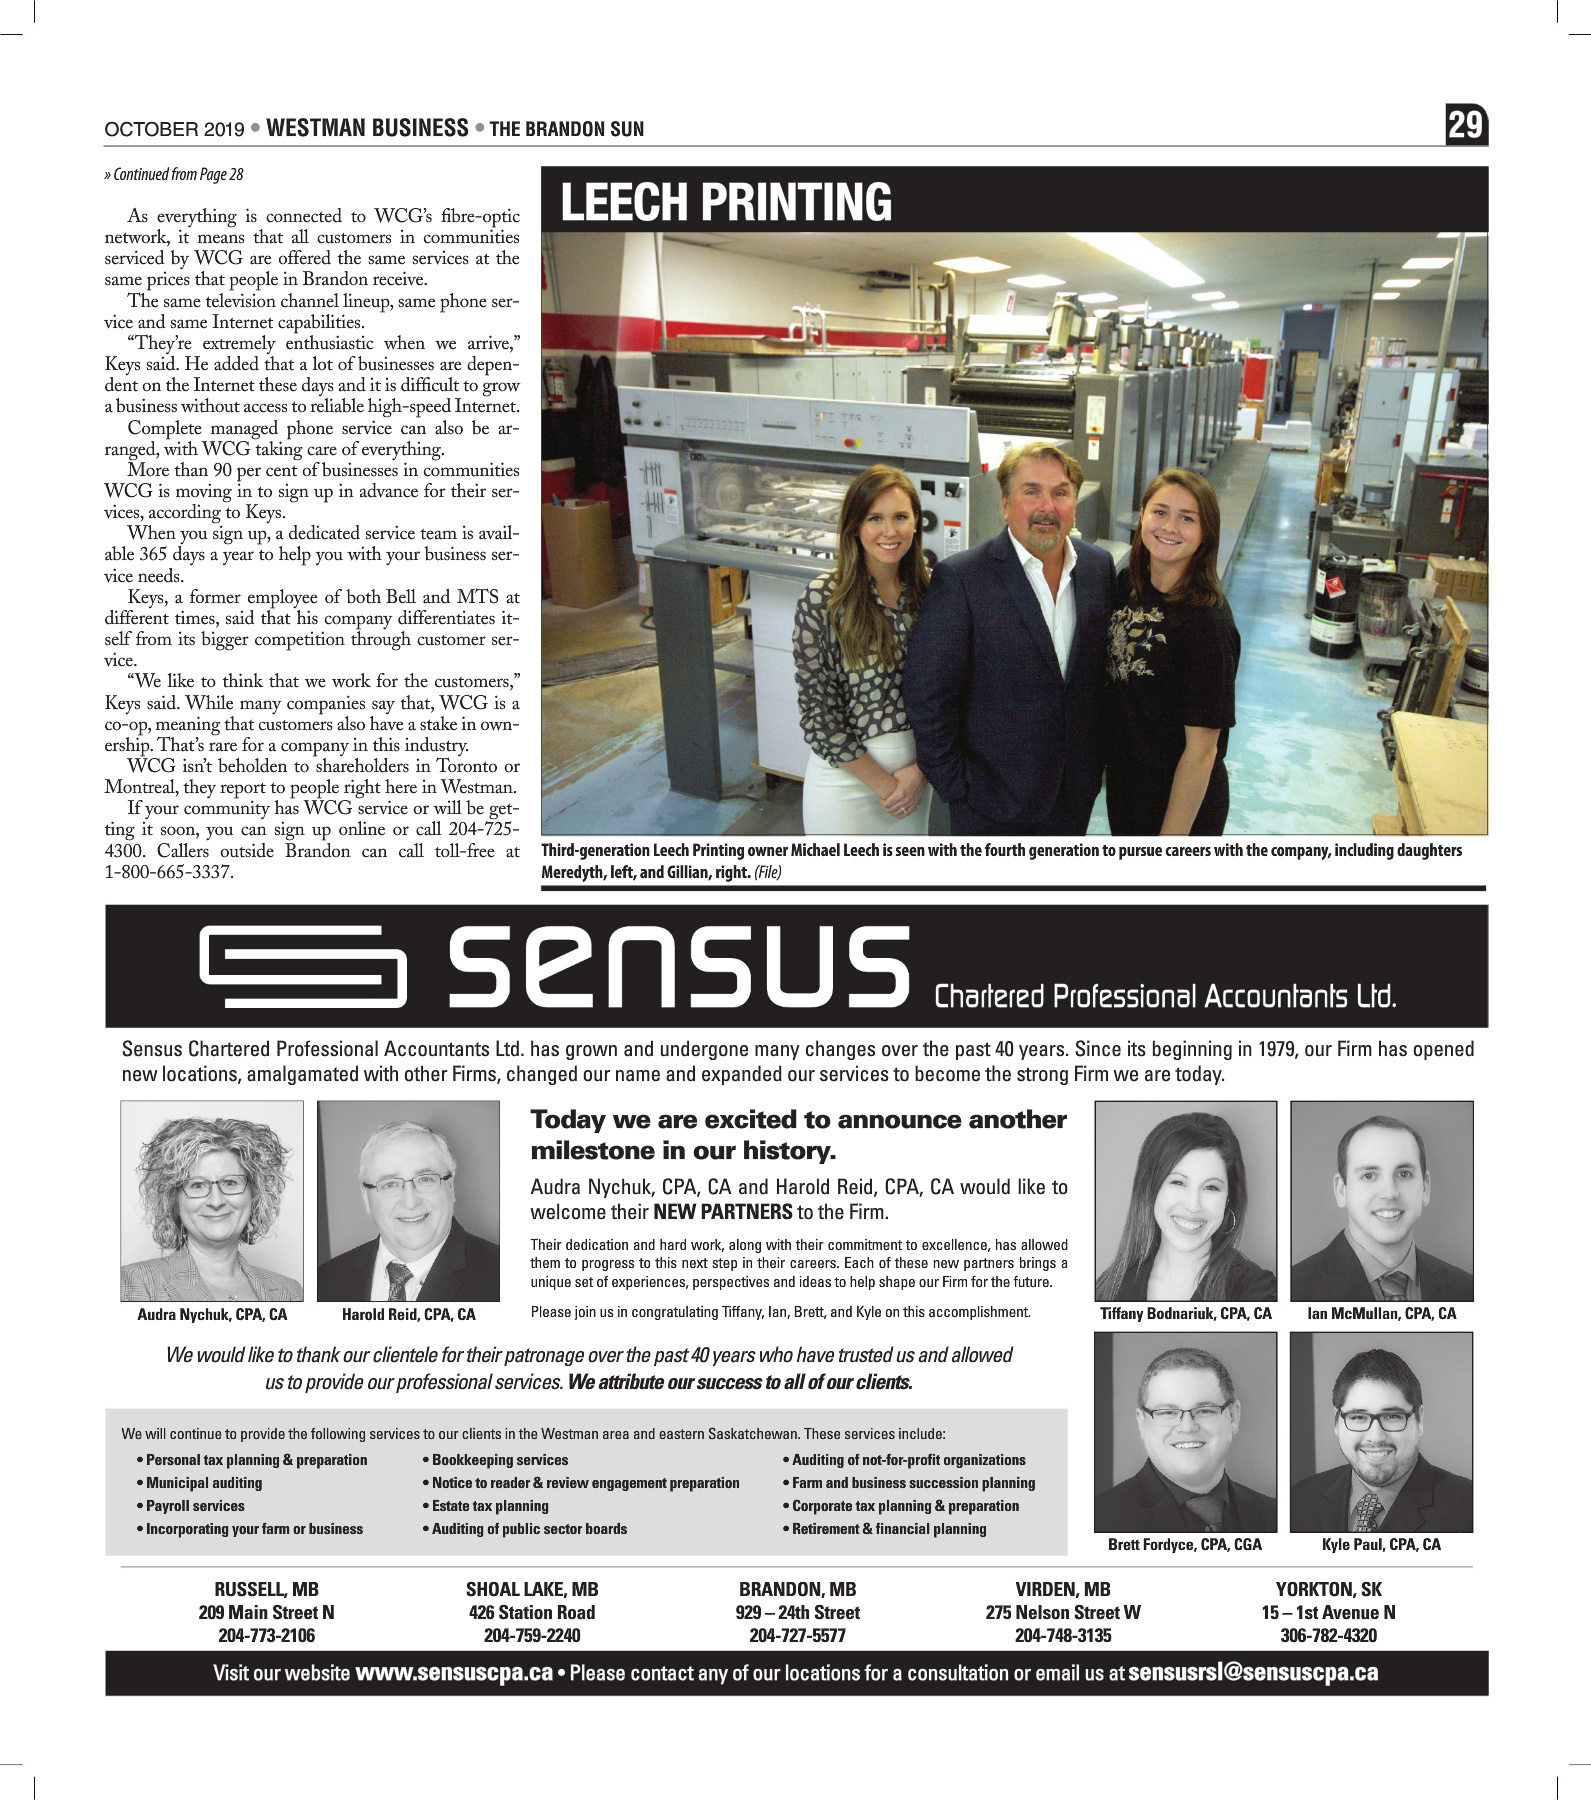 OCTOBER 2019 • WESTMAN BUSINESS • THE BRANDON SUN
29
» Continued from Page 28
As everything is connected to WCG’s fibre-optic
network, it means that all customers in communities
serviced by WCG are offered the same services at the
same prices that people in Brandon receive.
The same television channel lineup, same phone ser-
vice and same Internet capabilities.
“They’re extremely enthusiastic when we arrive,”
Keys said. He added that a lot of businesses are depen-
dent on the Internet these days and it is difficult to grow
a business without access to reliable high-speed Internet.
Complete managed phone service can also be ar-
ranged, with WCG taking care of everything.
More than 90 per cent of businesses in communities
WCG is moving in to sign up in advance for their ser-
vices, according to Keys.
When you sign up, a dedicated service team is avail-
able 365 days a year to help you with your business ser-
vice needs.
Keys, a former employee of both Bell and MTS at
different times, said that his company differentiates it-
self from its bigger competition through customer ser-
vice.
“We like to think that we work for the customers,”
Keys said. While many companies say that, WCG is a
co-op, meaning that customers also have a stake in own-
ership. That’s rare for a company in this industry.
WCG isn’t beholden to shareholders in Toronto or
Montreal, they report to people right here in Westman.
If your community has WCG service or will be get-
ting it soon, you can sign up online or call 204-725-
4300. Callers outside Brandon can call toll-free at
1-800-665-3337.
LEECH PRINTING
Third-generation Leech Printing owner Michael Leech is seen with the fourth generation to pursue careers with the company, including daughters
Meredyth, left, and Gillian, right. (File)
sensus Chartered Professional Accountants Ltd.
Sensus Chartered Professional Accountants Ltd. has grown and undergone many changes over the past 40 years. Since its beginning in 1979, our Firm has opened
new locations, amalgamated with other Firms, changed our name and expanded our services to become the strong Firm we are today.
Audra Nychuk, CPA, CA
Harold Reid, CPA, CA
Today we are excited to announce another
milestone in our history.
Audra Nychuk, CPA, CA and Harold Reid, CPA, CA would like to
welcome their NEW PARTNERS to the Firm.
Their dedication and hard work, along with their commitment to excellence, has allowed
them to progress to this next step in their careers. Each of these new partners brings a
unique set of experiences, perspectives and ideas to help shape our Firm for the future.
Please join us in congratulating Tiffany, Ian, Brett, and Kyle on this accomplishment.
Tiffany Bodnariuk, CPA, CA
Ian McMullan, CPA, CA
Brett Fordyce, CPA, CGA
Kyle Paul, CPA, CA
We would like to thank our clientele for their patronage over the past 40 years who have trusted us and allowed
us to provide our professional services. We attribute our success to all of our clients.
We will continue to provide the following services to our clients in the Westman area and eastern Saskatchewan. These services include:
• Personal tax planning & preparation
• Municipal auditing
• Payroll services
• Incorporating your farm or business
• Bookkeeping services
• Notice to reader & review engagement preparation
• Estate tax planning
• Auditing of public sector boards
• Auditing of not-for-profit organizations
• Farm and business succession planning
• Corporate tax planning & preparation
• Retirement & financial planning
RUSSELL, MB
209 Main Street N
204-773-2106
SHOAL LAKE, MB
426 Station Road
204-759-2240
BRANDON, MB
929 – 24th Street
204-727-5577
VIRDEN, MB
275 Nelson Street W
204-748-3135
YORKTON, SK
15 – 1st Avenue N
306-782-4320
Visit our website www.sensuscpa.ca • Please contact any of our locations for a consultation or email us at sensusrsl@sensuscpa.ca